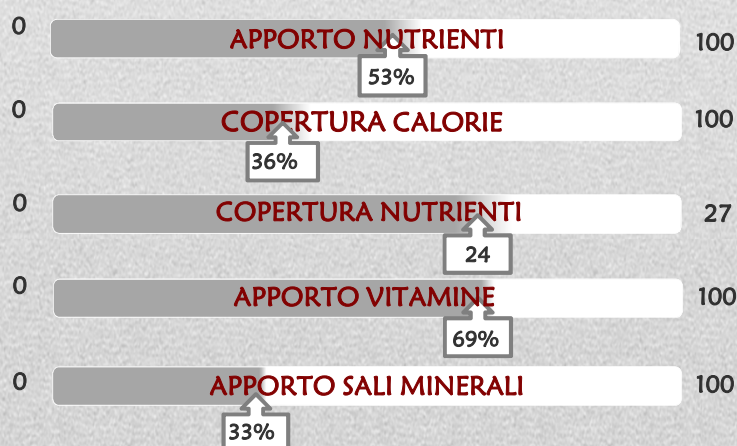 0 APPORTO NUTRIENTI 100
53%
0 COPERTURA CALORIE 100
36%
0 COPERTURA NUTRIENTI 27
24
0 APPORTO VITAMINE 100
69%
0 APPORTO SALI MINERALI 100
33%